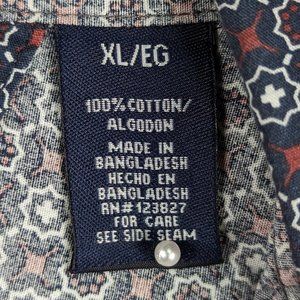 XL/EG
100% COTTON/
ALGODON
MADE IN
BANGLADESH
HECHO EN
BANGLADESH
RN#123827
FOR CARE
SEE SIDE SEAM